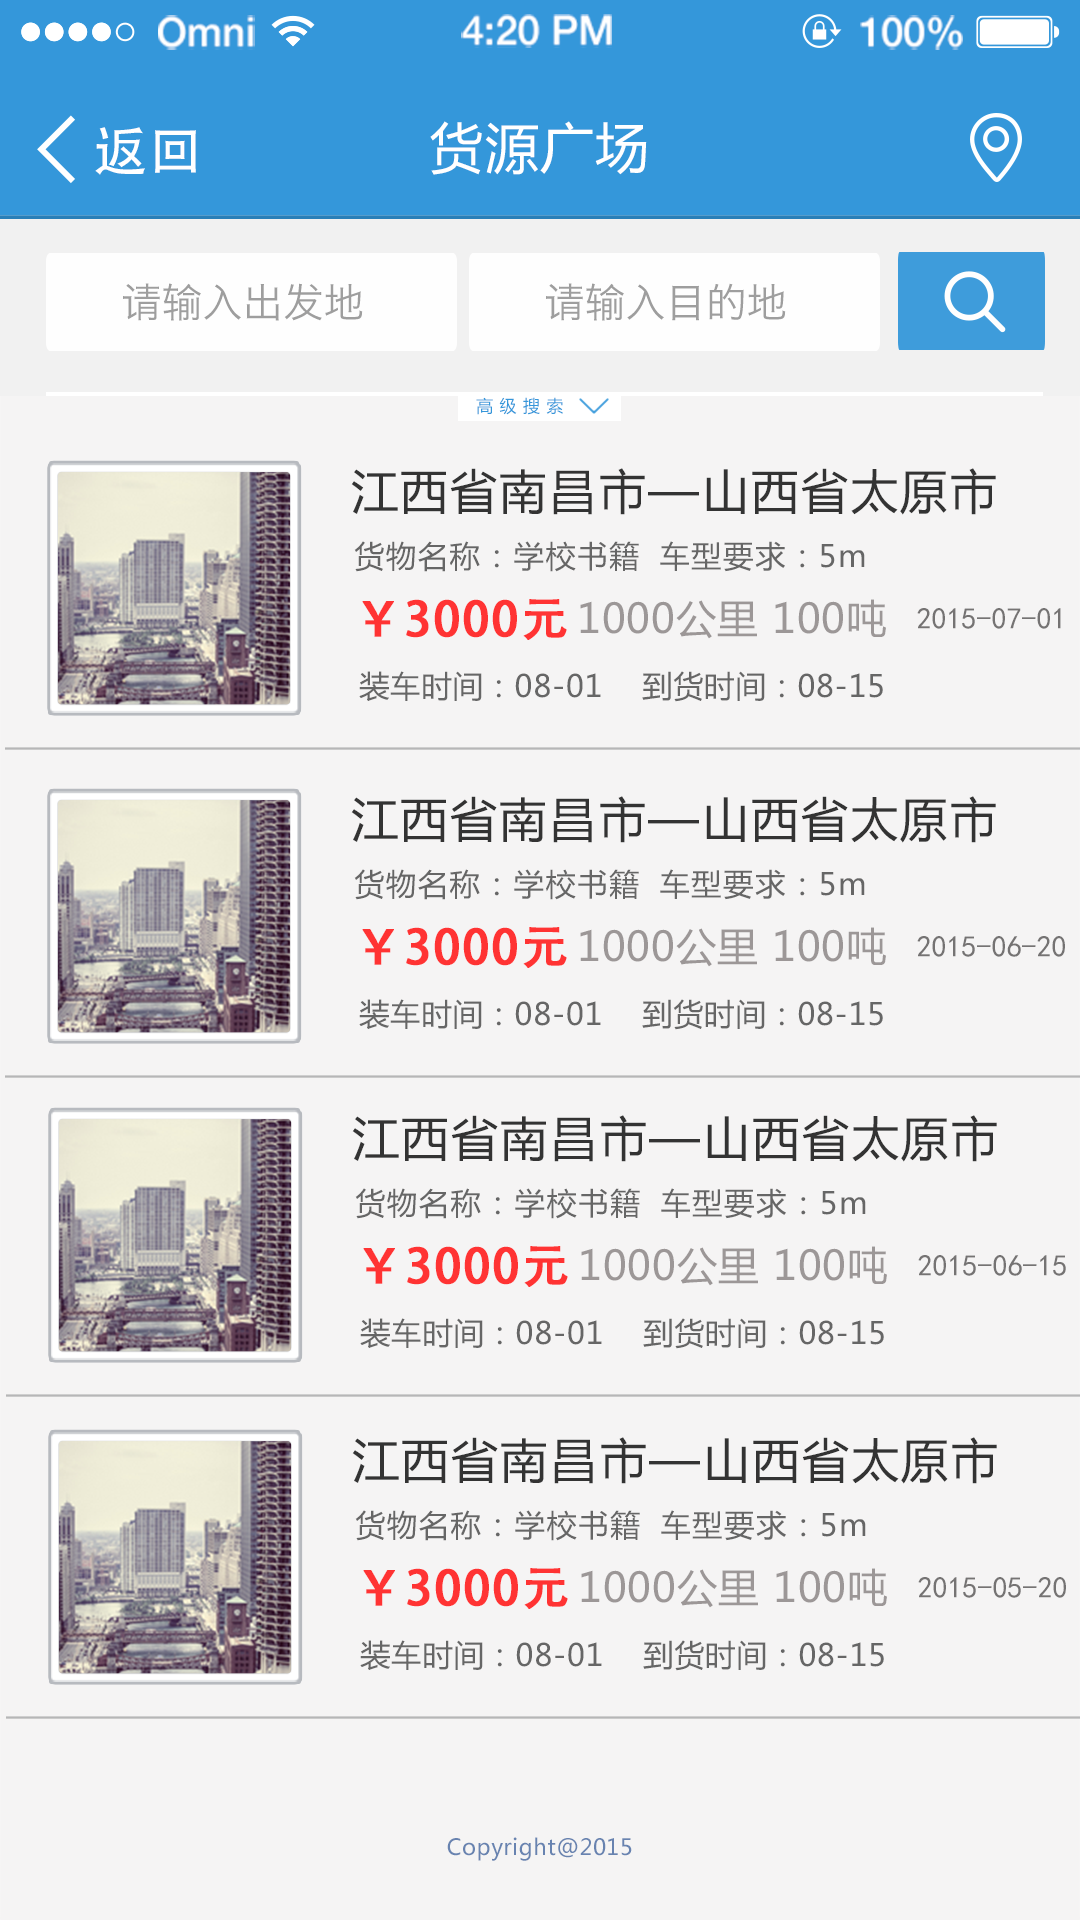 Omni 4:20 PM 100%
返回 货源广场
请输入出发地 请输入目的地
高级搜索
江西省南昌市—山西省太原市
货物名称：学校书籍 车型要求：5m
￥3000元 1000公里 100吨 2015-07-01
装车时间：08-01 到货时间：08-15
江西省南昌市—山西省太原市
货物名称：学校书籍 车型要求：5m
￥3000元 1000公里 100吨 2015-06-20
装车时间：08-01 到货时间：08-15
江西省南昌市—山西省太原市
货物名称：学校书籍 车型要求：5m
￥3000元 1000公里 100吨 2015-06-15
装车时间：08-01 到货时间：08-15
江西省南昌市—山西省太原市
货物名称：学校书籍 车型要求：5m
￥3000元 1000公里 100吨 2015-05-20
装车时间：08-01 到货时间：08-15
Copyright@2015